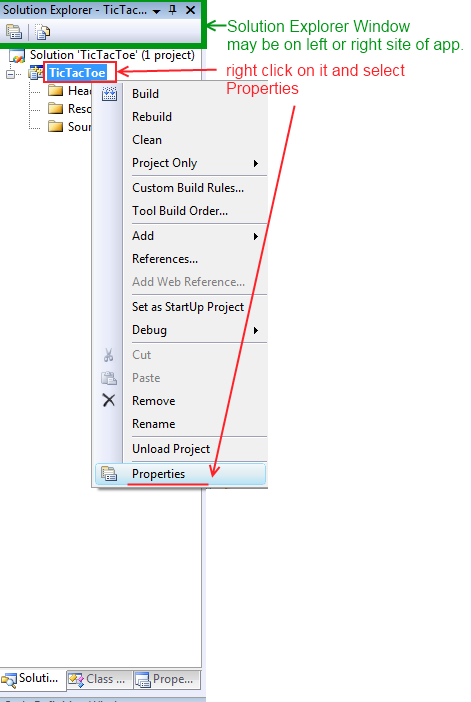 Solution Explorer - TicTac...
Solution Explorer Window
may be on left or right site of app.
Solution 'TicTacToe' (1 project)
TicTacToe
right click on it and select
Properties
Head
Reso
Sour
Build
Rebuild
Clean
Project Only
Custom Build Rules...
Tool Build Order...
Add
References...
Add Web Reference...
Set as StartUp Project
Debug
Cut
Paste
Remove
Rename
Unload Project
Properties
Soluti... Class ... Prope...